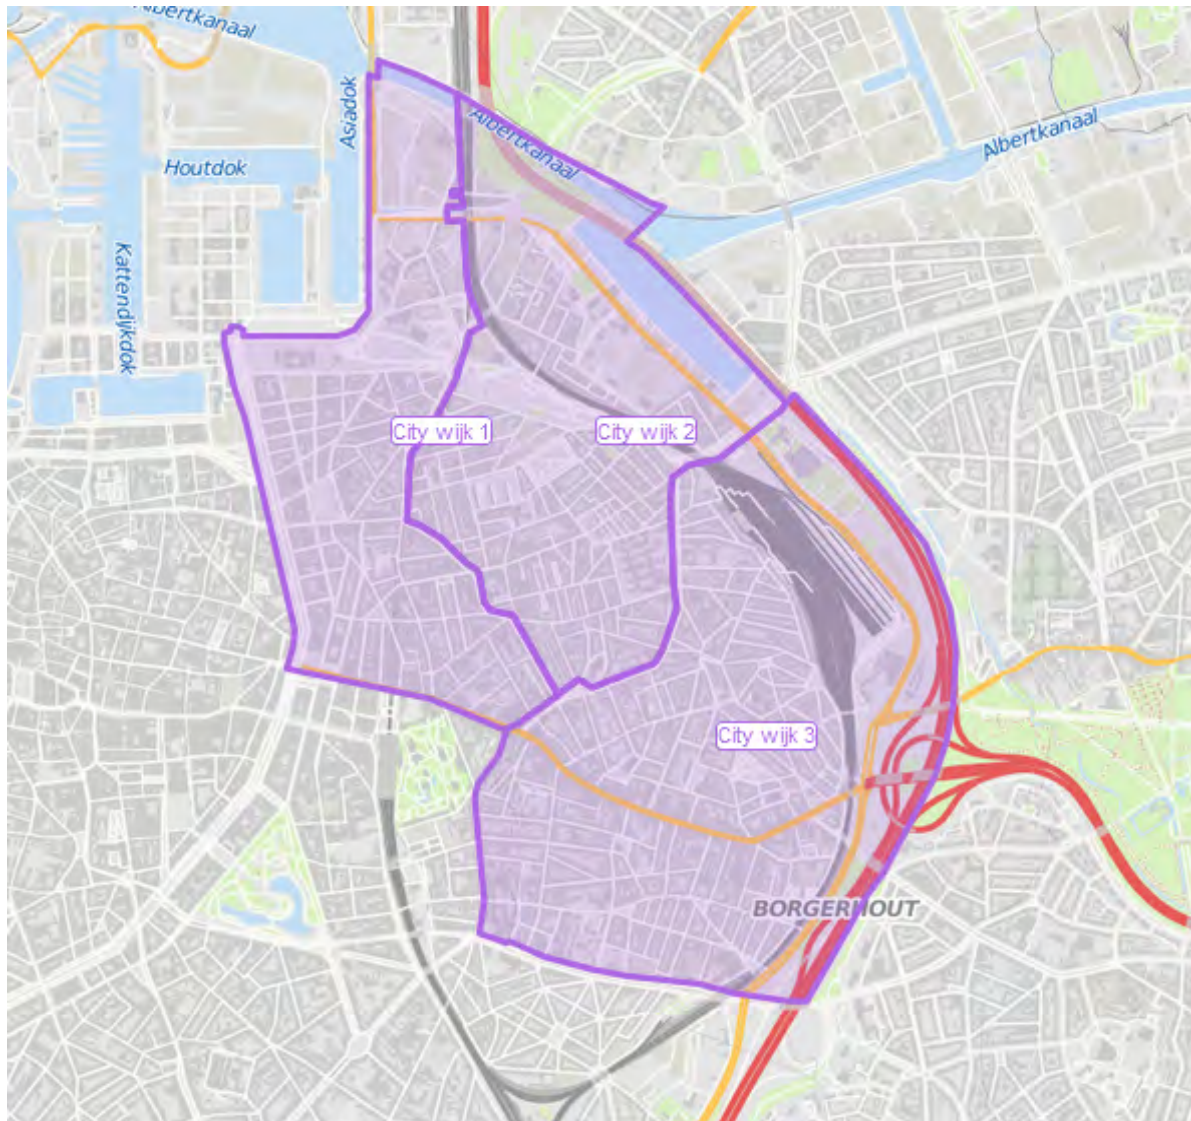 Albertkanaal
Asiadok
Albertkanaal
Albertkanaal
Houtdok
Kattendijkdok
City wijk 1
City wijk 2
City wijk 3
BORGERHOUT